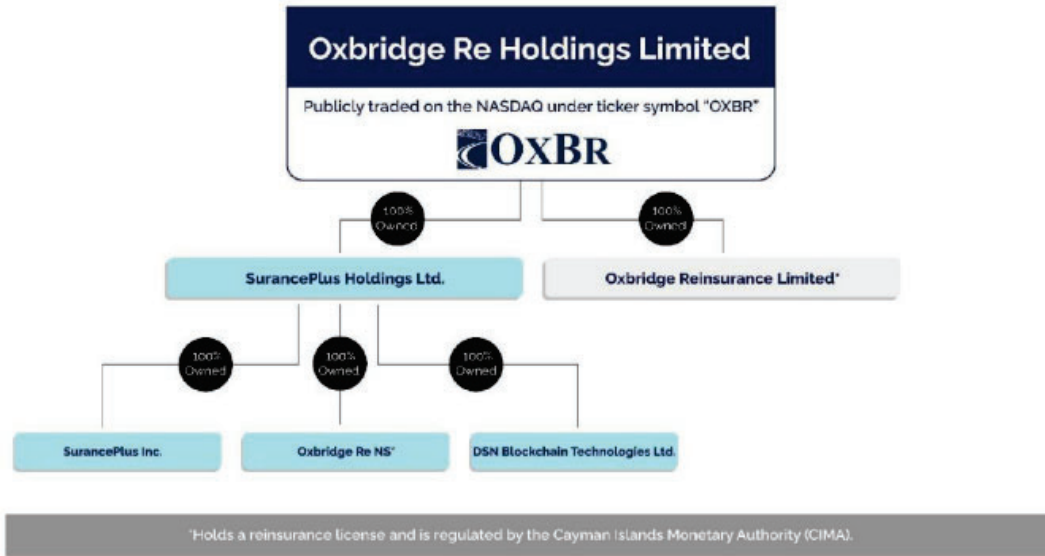 Oxbridge Re Holdings Limited
Publicly traded on the NASDAQ under ticker symbol “OXBR”
OXBR
100%
Owned
100%
Owned
SurancePlus Holdings Ltd.
Oxbridge Reinsurance Limited*
100%
Owned
100%
Owned
100%
Owned
SurancePlus Inc.
Oxbridge Re NS*
DSN Blockchain Technologies Ltd.
*Holds a reinsurance license and is regulated by the Cayman Islands Monetary Authority (CIMA).